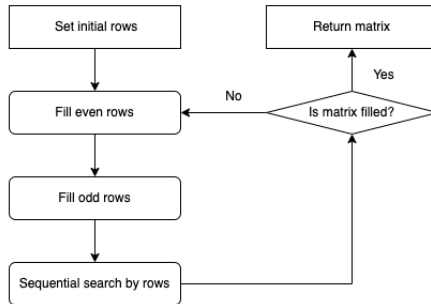 Set initial rows
Return matrix
Yes
No
Fill even rows
Is matrix filled?
Fill odd rows
Sequential search by rows